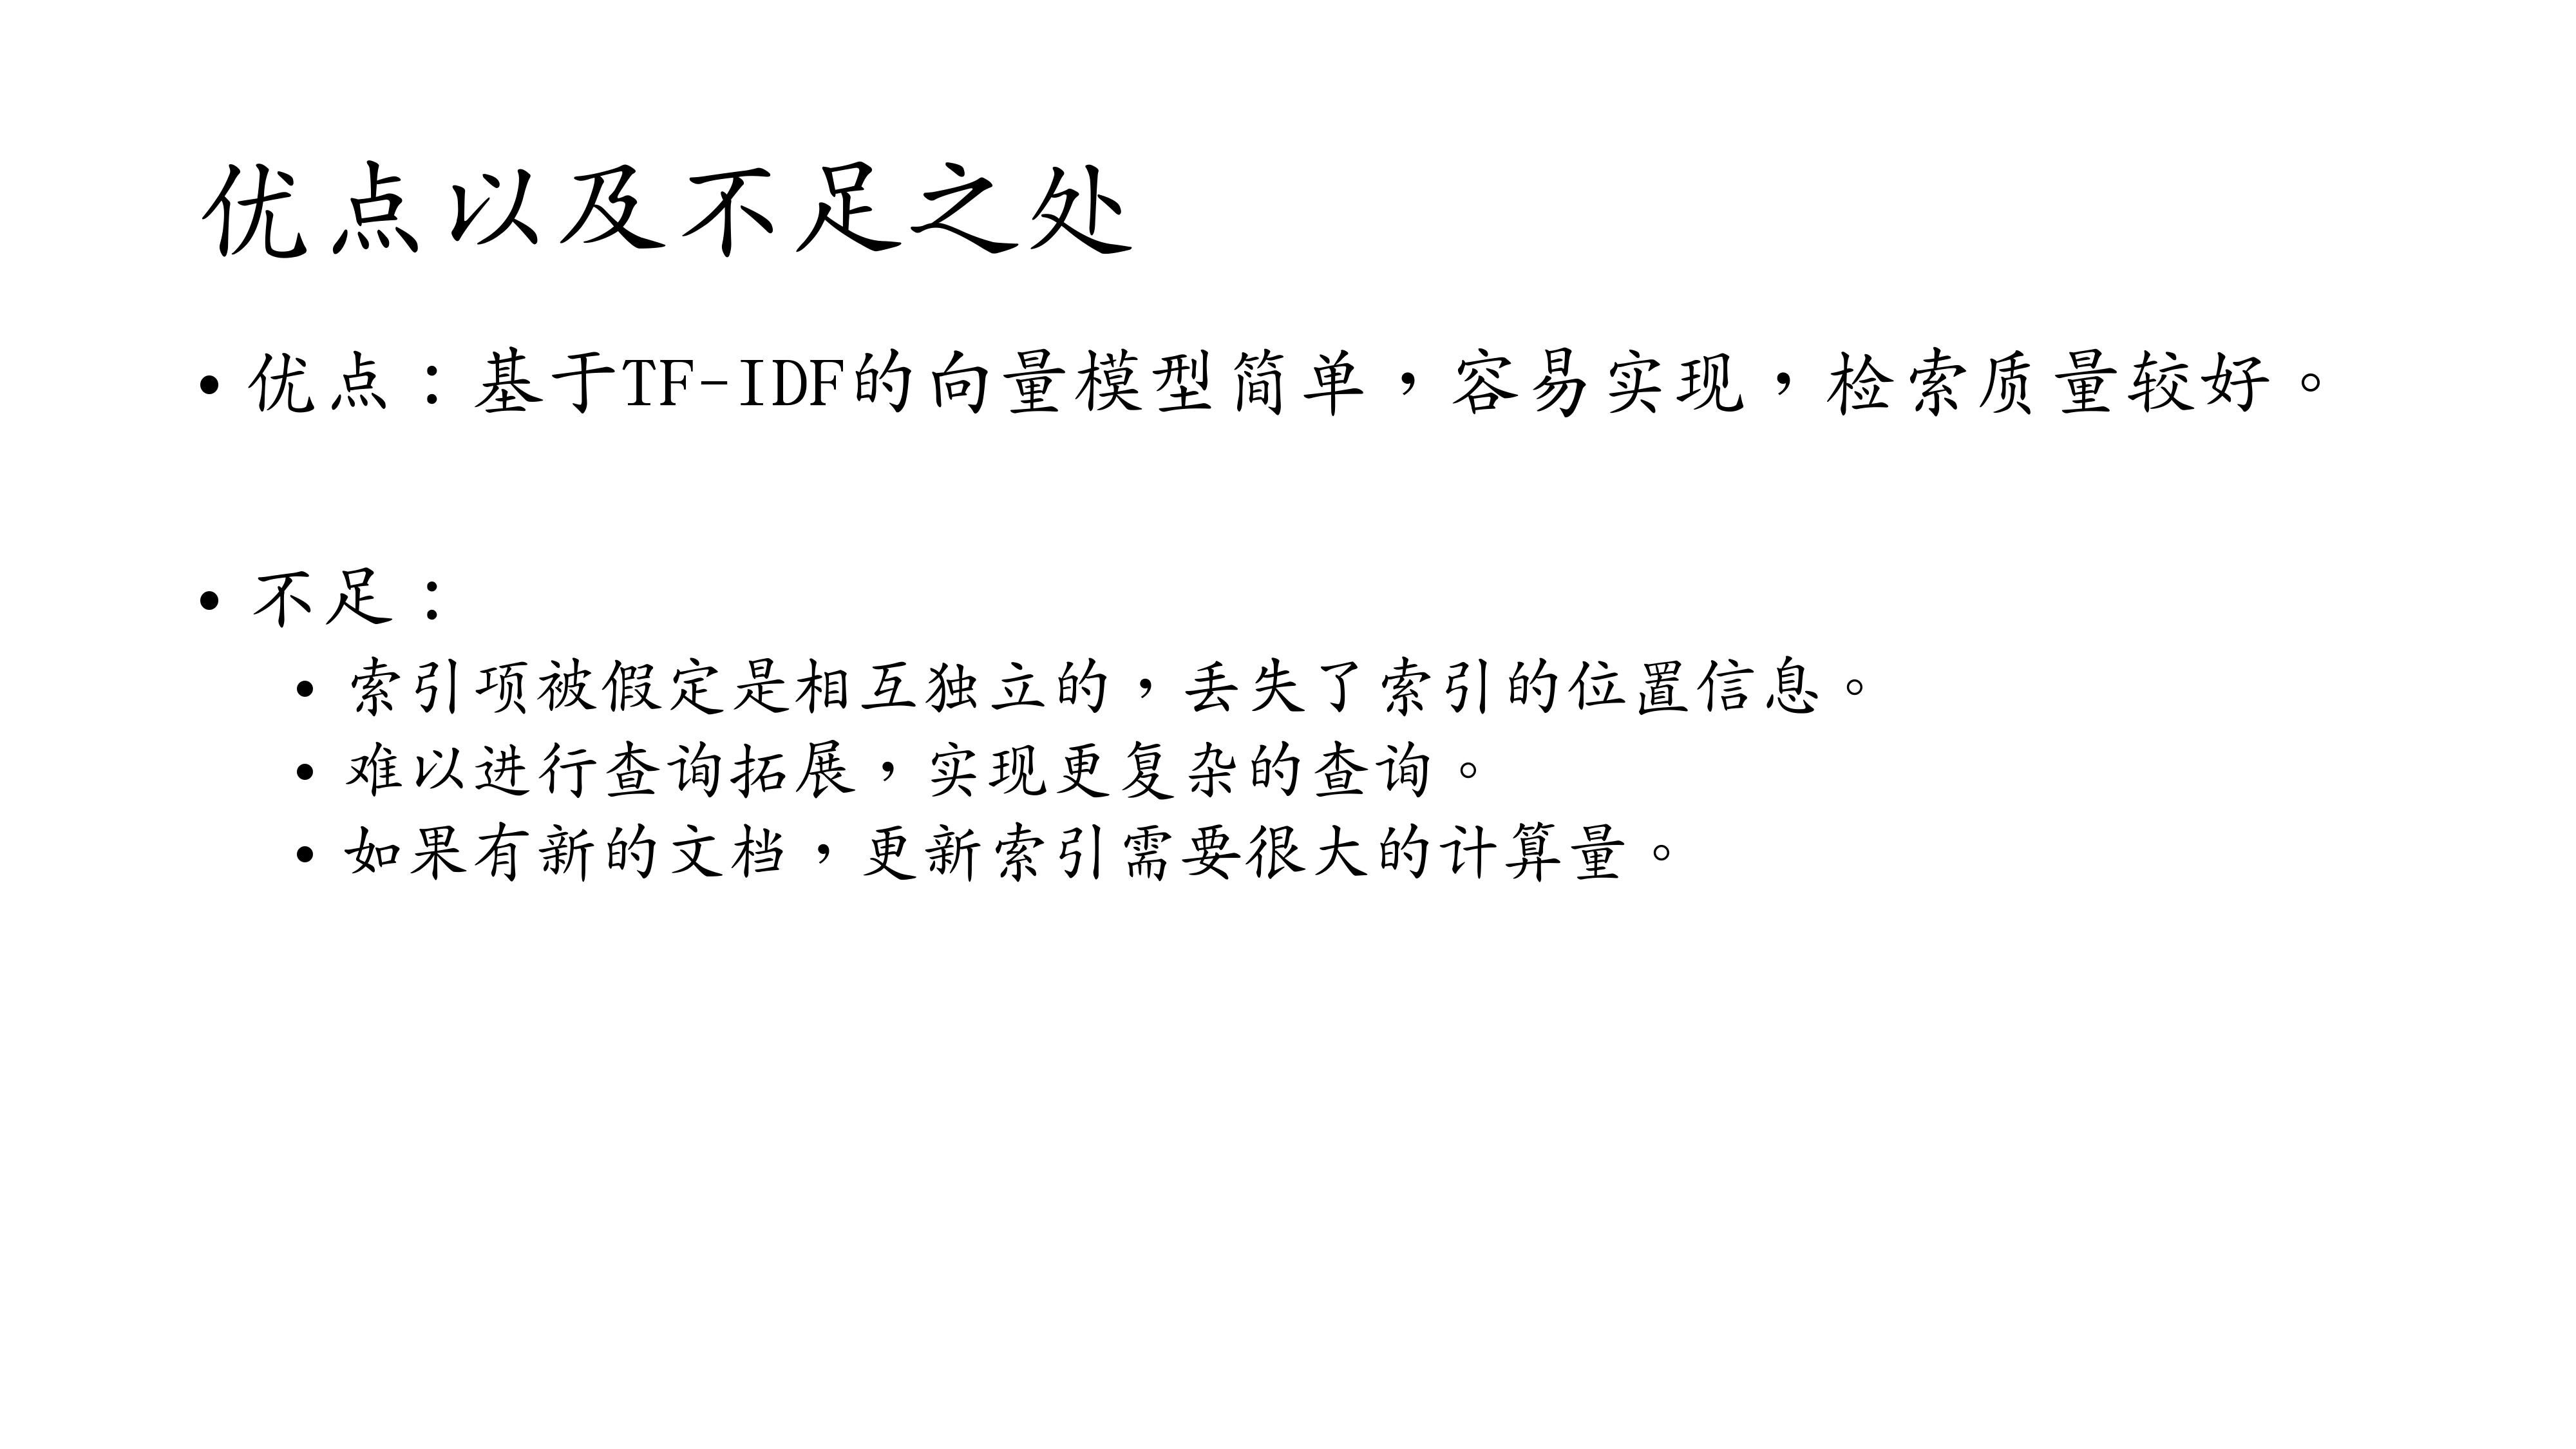 优点以及不足之处
• 优点：基于TF-IDF的向量模型简单，容易实现，检索质量较好。
• 不足：
• 索引项被假定是相互独立的，丢失了索引的位置信息。
• 难以进行查询拓展，实现更复杂的查询。
• 如果有新的文档，更新索引需要很大的计算量。